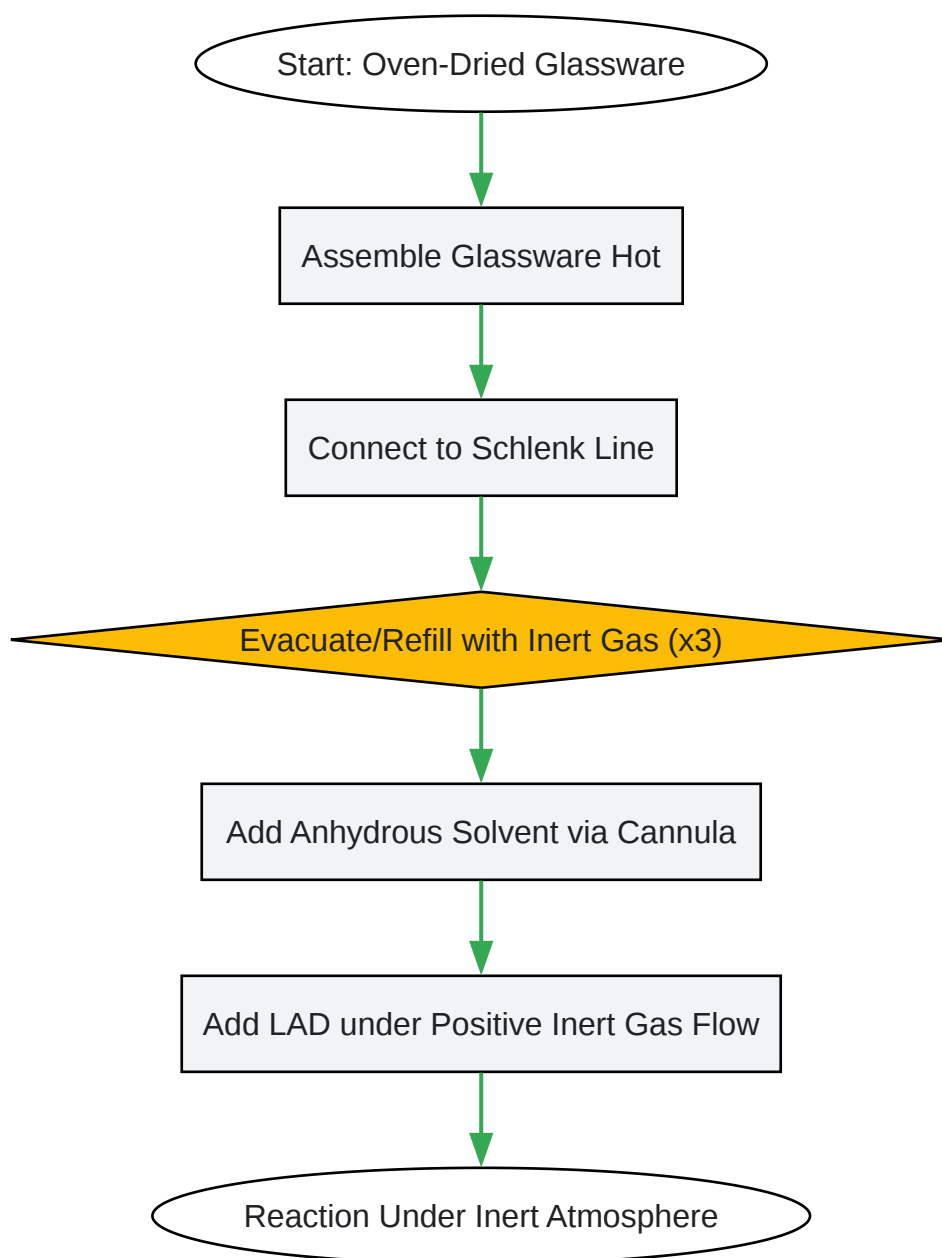 Start: Oven-Dried Glassware
Assemble Glassware Hot
Connect to Schlenk Line
Evacuate/Refill with Inert Gas (x3)
Add Anhydrous Solvent via Cannula
Add LAD under Positive Inert Gas Flow
Reaction Under Inert Atmosphere